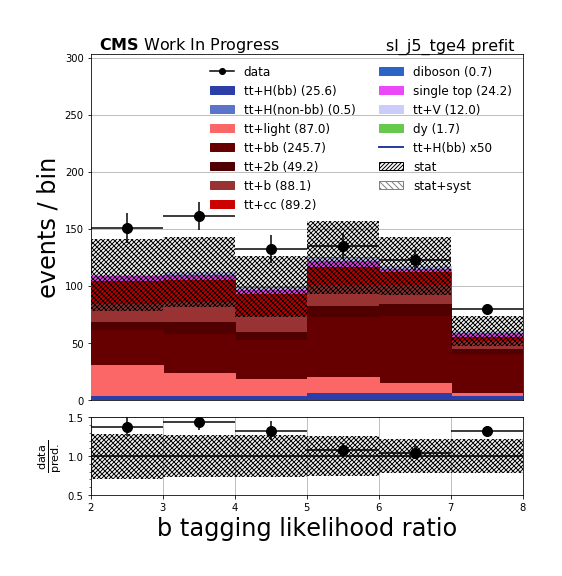 CMS Work In Progress sl_j5_tge4 prefit
300
250
200
150
100
50
0
events / bin
data
tt+H(bb) (25.6)
tt+H(non-bb) (0.5)
tt+light (87.0)
tt+bb (245.7)
tt+2b (49.2)
tt+b (88.1)
tt+cc (89.2)
diboson (0.7)
single top (24.2)
tt+V (12.0)
dy (1.7)
tt+H(bb) x50
stat
stat+syst
1.5
1.0
0.5
data
pred.
2 3 4 5 6 7 8
b tagging likelihood ratio